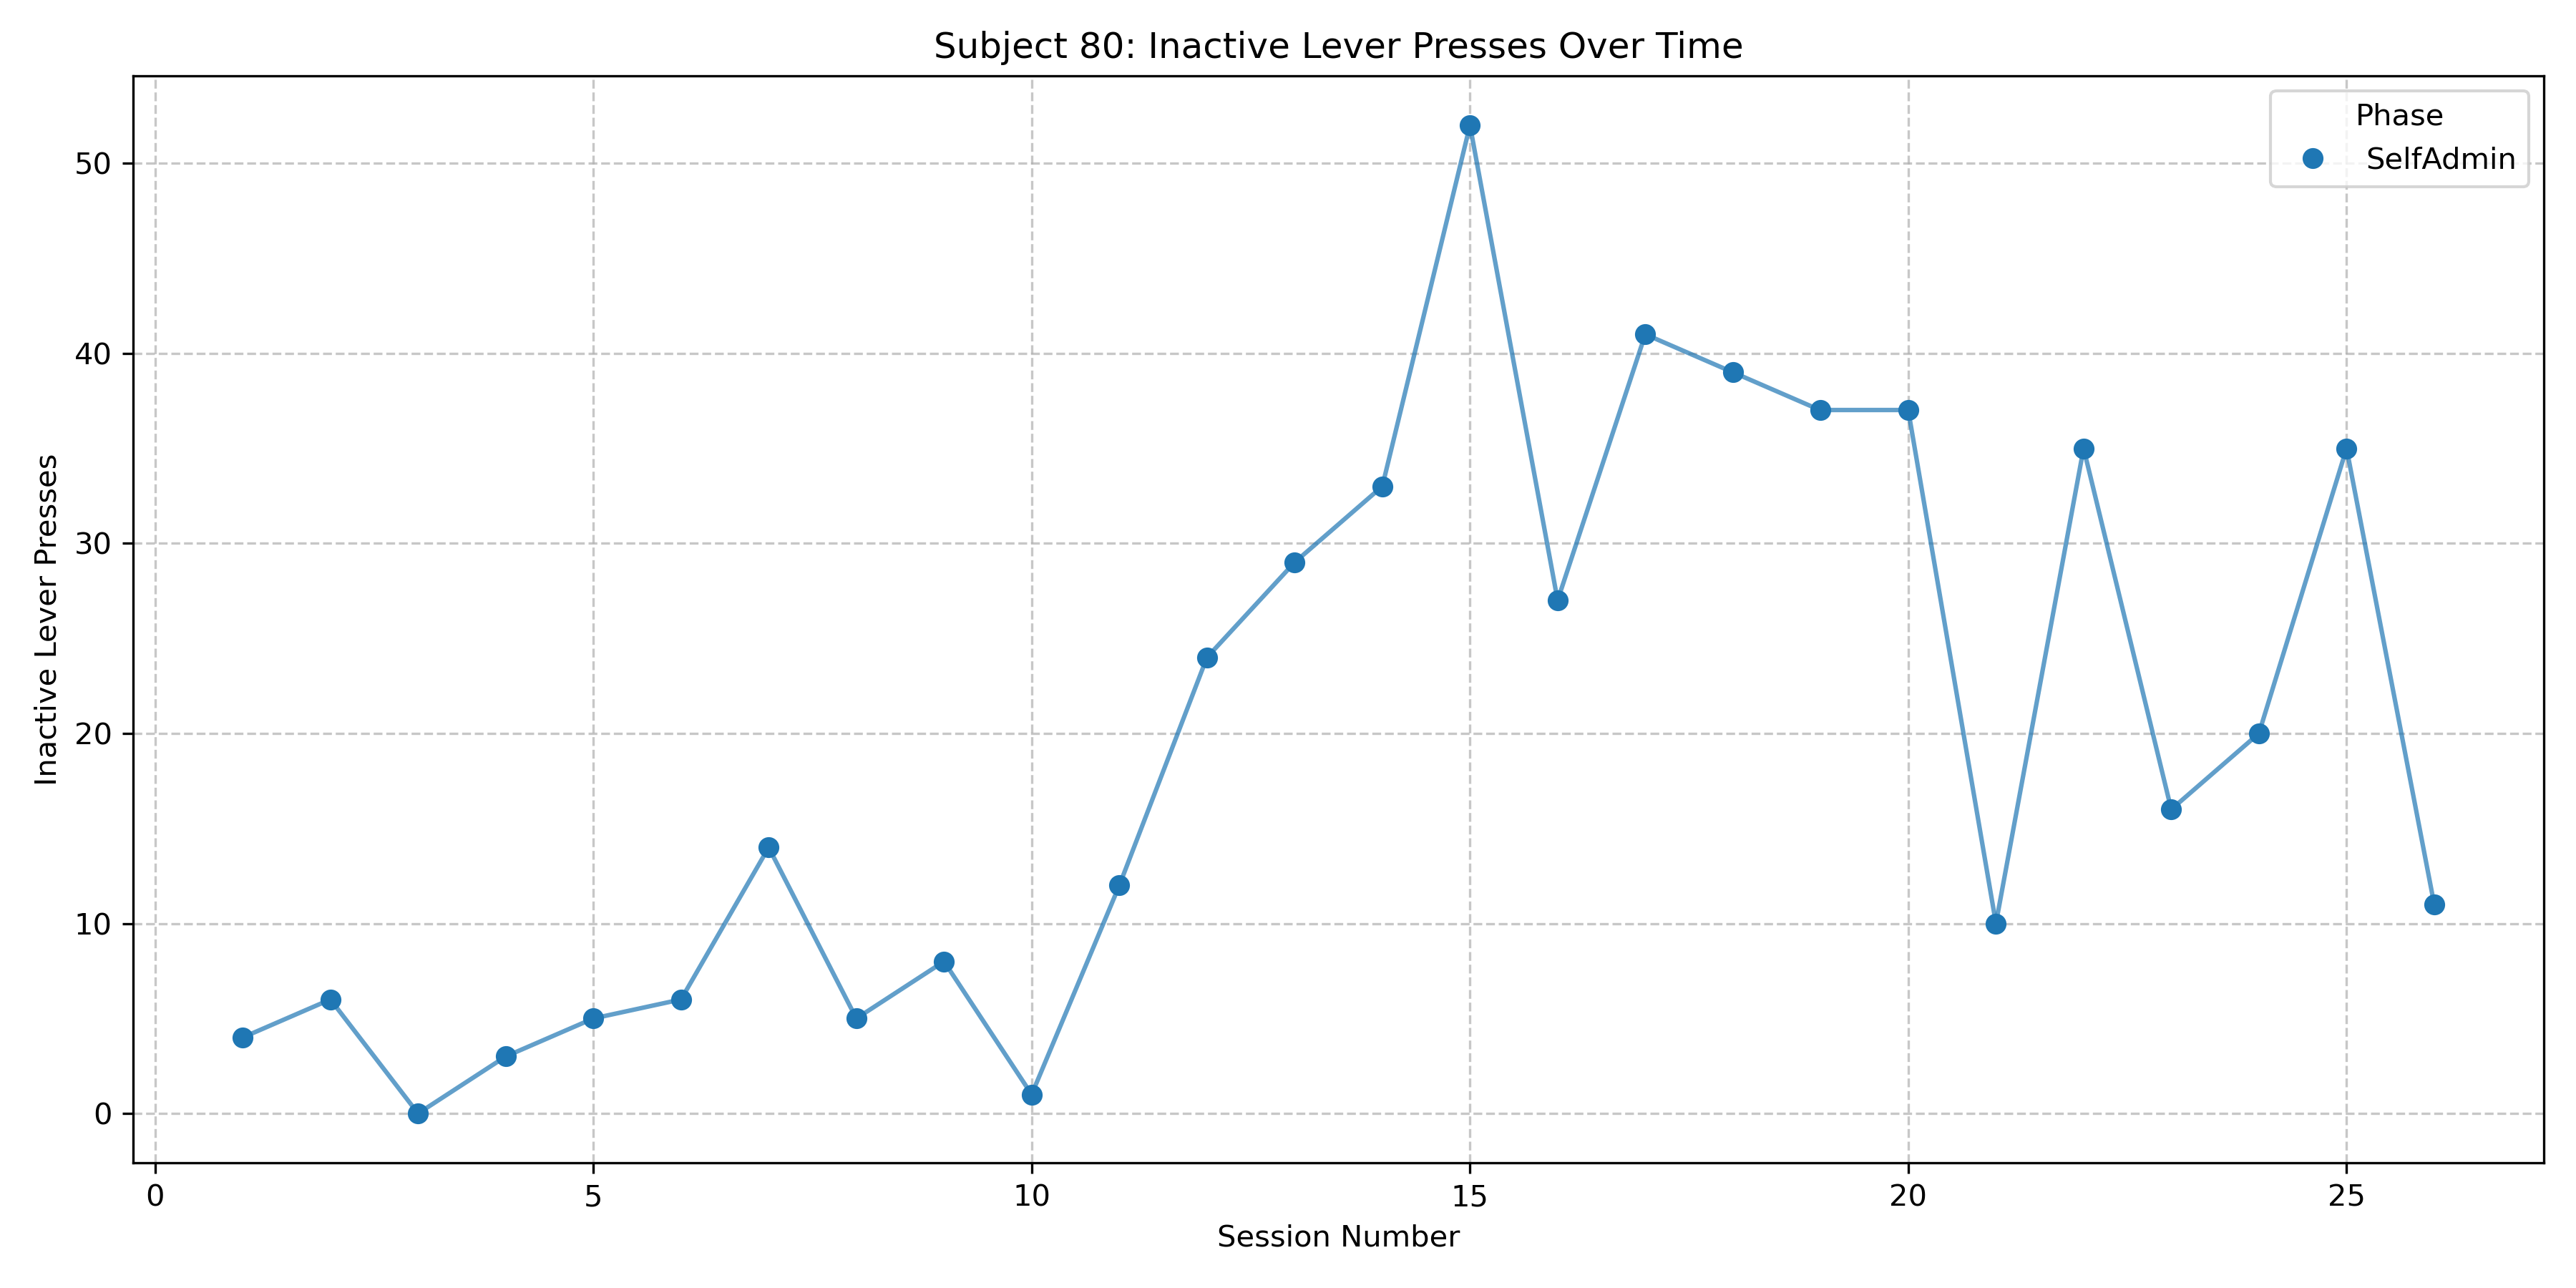 Subject 80: Inactive Lever Presses Over Time
Phase
SelfAdmin
Inactive Lever Presses
50
40
30
20
10
0
0 5 10 15 20 25
Session Number